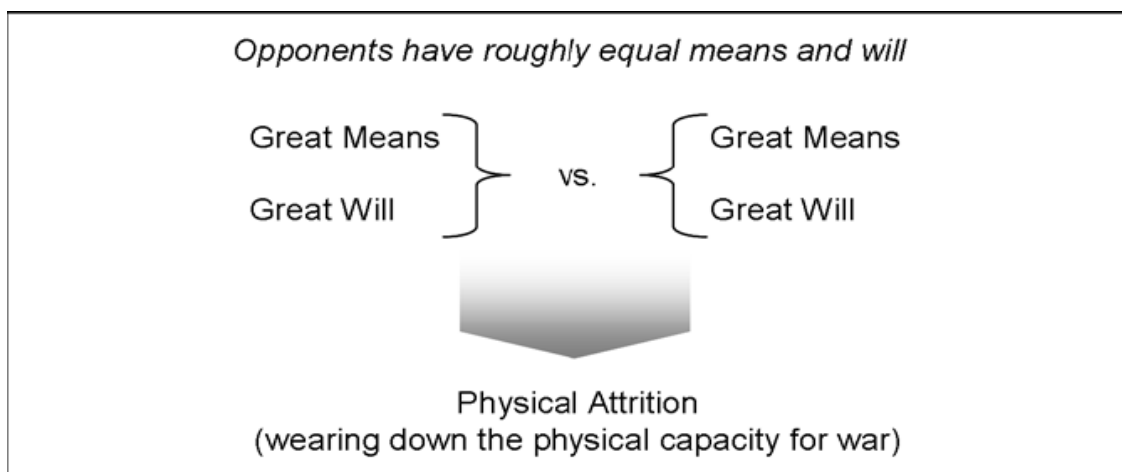 Opponents have roughly equal means and will
Great Means
Great Will
vs.
Great Means
Great Will
Physical Attrition
(wearing down the physical capacity for war)